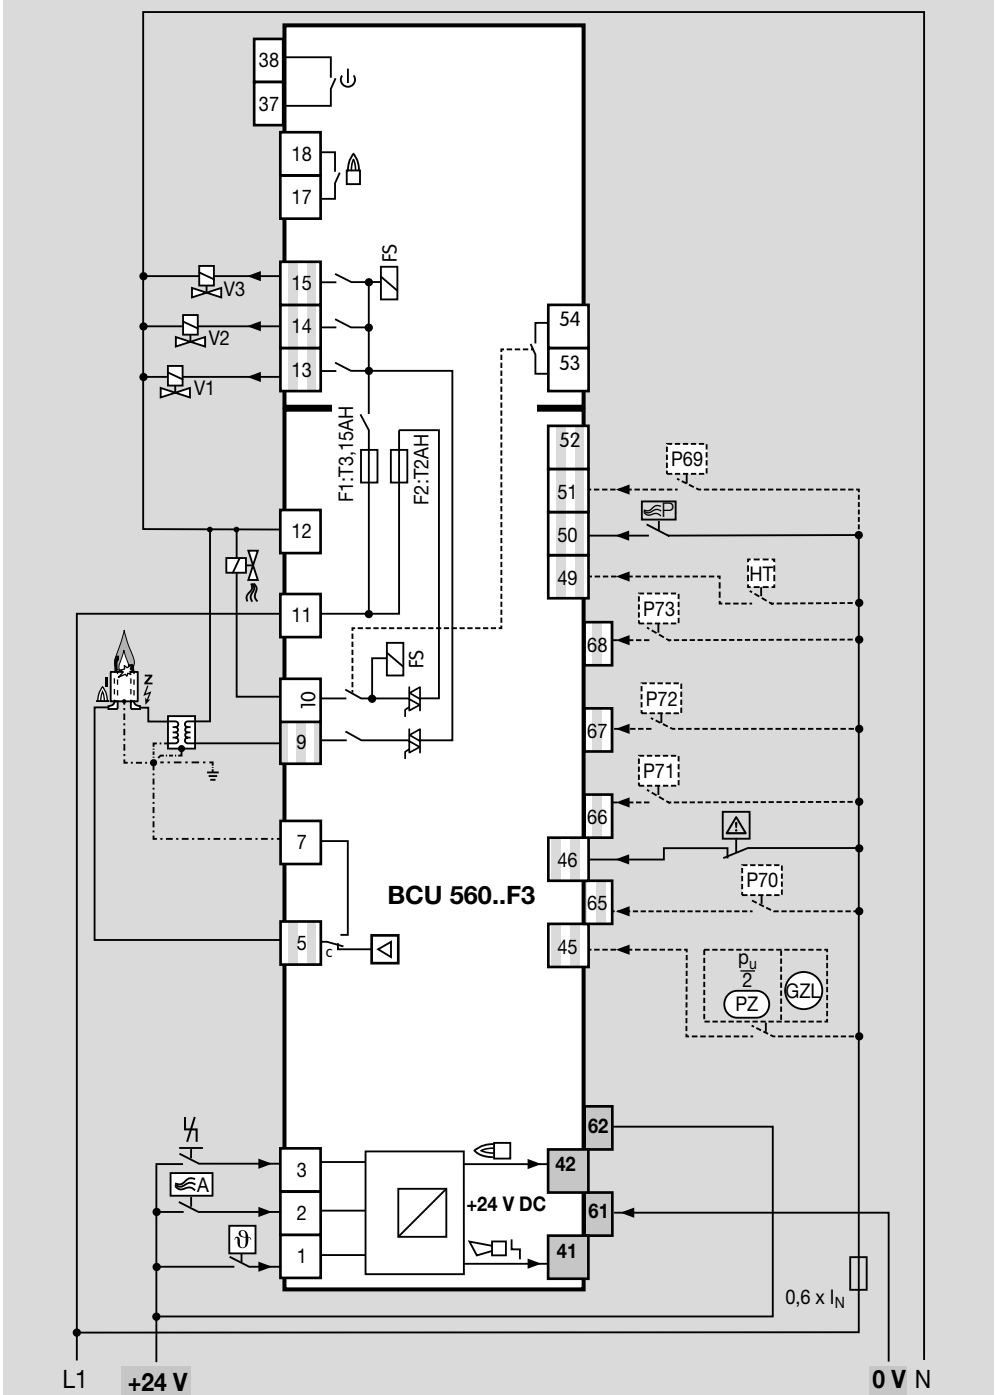 38
37
18
17
FS
15
V3
14
V2
13
V1
54
53
F1:T3,15AH
F2:T2AH
52
P69
51
P
50
12
49
HT
11
P73
68
FS
Z
I
10
P72
67
9
P71
66
7
46
BCU 560..F3
P70
65
5
c
45
pu
2
PZ
GZL
62
3
42
A
2
+24 V DC
61
ϑ
1
41
0,6 x IN
L1
+24 V
0 V
N